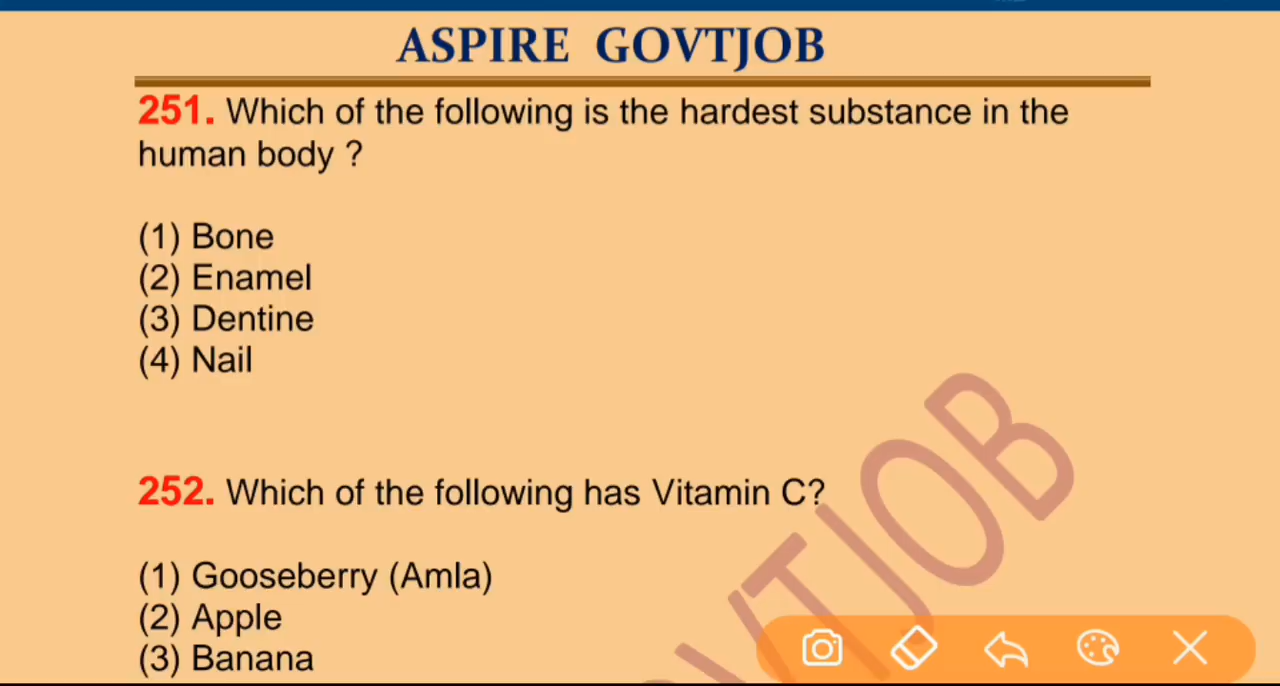 ASPIRE GOVTJOB
251. Which of the following is the hardest substance in the
human body ?
(1) Bone
(2) Enamel
(3) Dentine
(4) Nail
252. Which of the following has Vitamin C?
(1) Gooseberry (Amla)
(2) Apple
(3) Banana
VTJOB